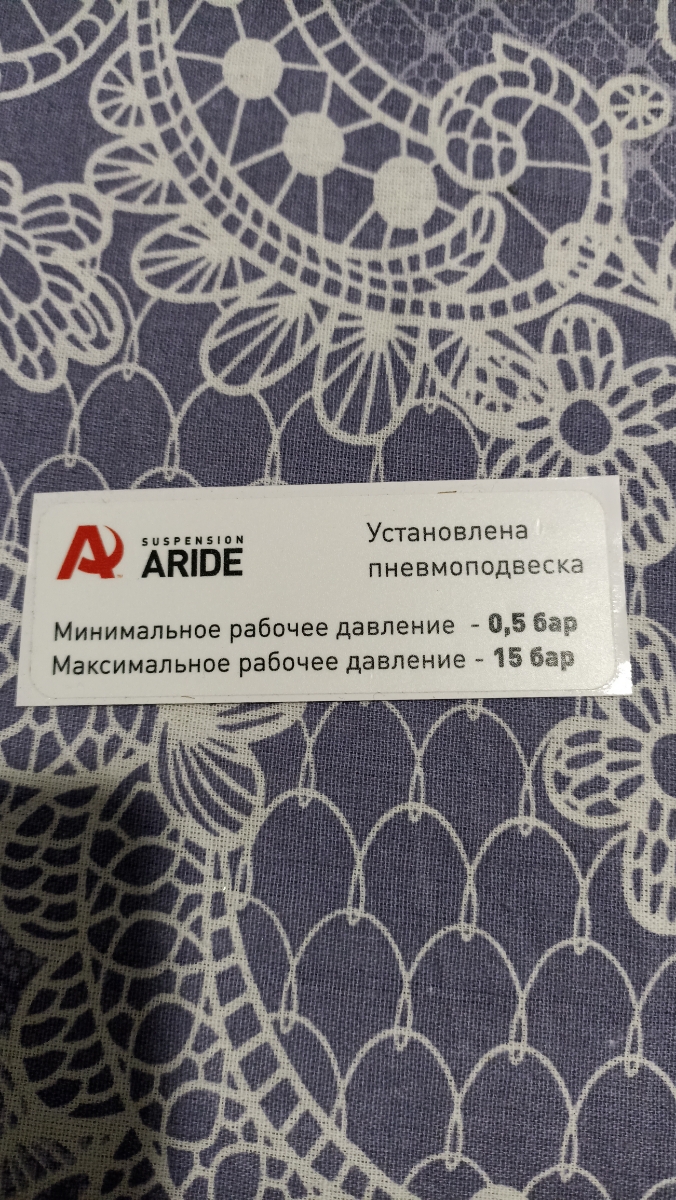 SUSPENSION
ARIDE
Установлена
пневмоподвеска
Минимальное рабочее давление - 0,5 бар
Максимальное рабочее давление - 15 бар